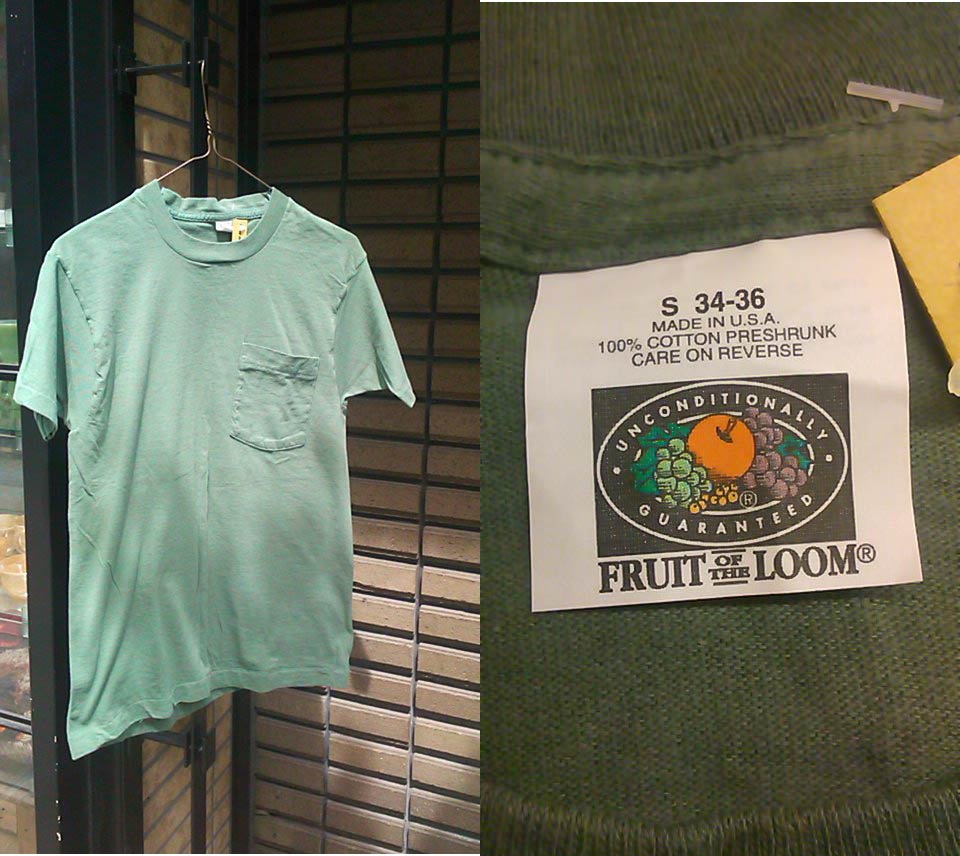 S 34-36
MADE IN U.S.A.
100% COTTON PRESHRUNK
CARE ON REVERSE
UNCONDITIONALLY
GUARANTEED
®
FRUIT OF THE LOOM®